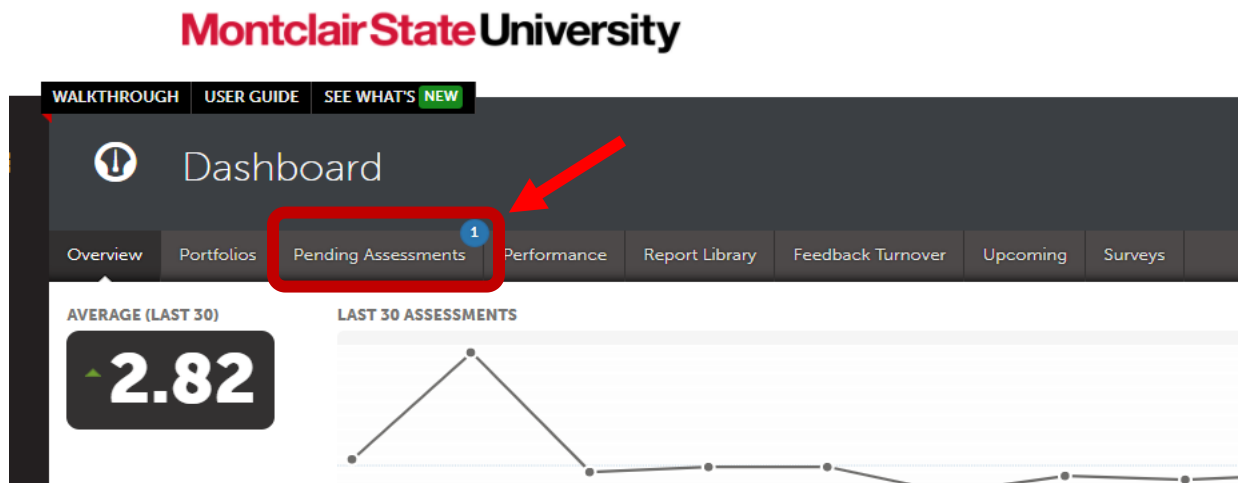 Montclair State University
WALKTHROUGH USER GUIDE SEE WHAT'S NEW
Dashboard
1
Overview Portfolios Pending Assessments Performance Report Library Feedback Turnover Upcoming Surveys
AVERAGE (LAST 30) LAST 30 ASSESSMENTS
2.82